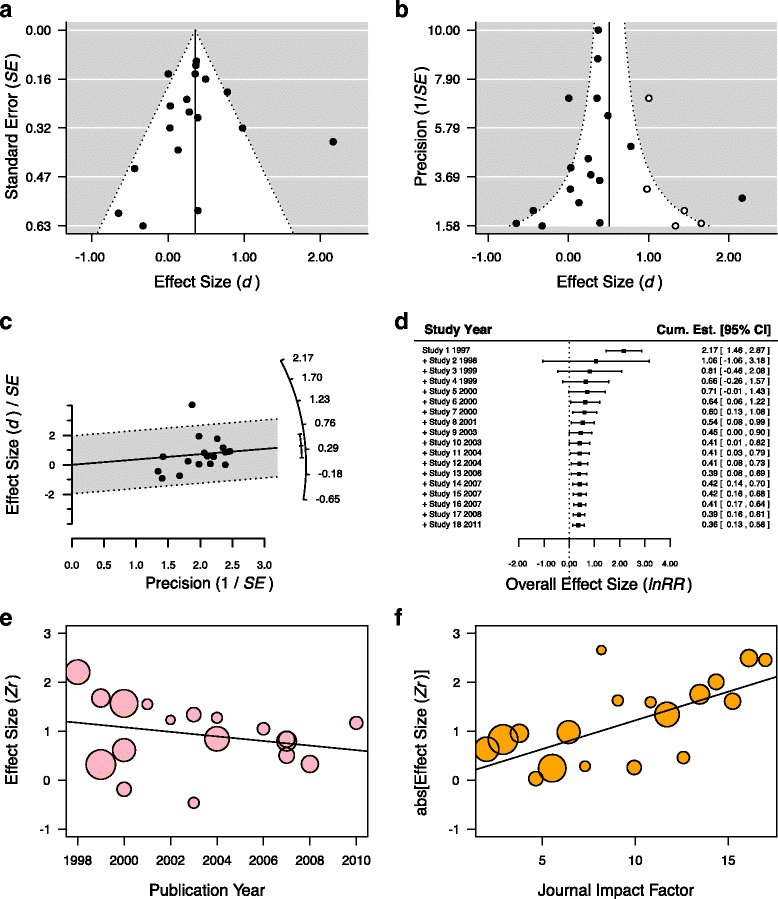 a
Standard Error (SE)
0.00
0.16
0.32
0.47
0.63
-1.00
0.00
1.00
2.00
Effect Size (d)
b
Precision (1/SE)
10.00
7.90
5.79
3.69
1.58
-1.00
0.00
1.00
2.00
Effect Size (d)
c
Effect Size (d) / SE
2
0
-2
2.17
1.70
1.23
0.76
0.29
-0.18
-0.65
0.0 0.5 1.0 1.5 2.0 2.6 3.2
Precision (1 / SE)
d
Study Year Cum. Est. [95% CI]
Study 1 1997 2.17 [ 1.46 , 2.87 ]
+ Study 2 1998 1.06 [ -1.06 , 3.18 ]
+ Study 3 1999 0.81 [ -0.46 , 2.08 ]
+ Study 4 1999 0.66 [ -0.26 , 1.57 ]
+ Study 5 2000 0.71 [ -0.01 , 1.43 ]
+ Study 6 2000 0.64 [ 0.06 , 1.22 ]
+ Study 7 2000 0.60 [ 0.13 , 1.08 ]
+ Study 8 2001 0.54 [ 0.08 , 0.99 ]
+ Study 9 2003 0.45 [ 0.00 , 0.90 ]
+ Study 10 2003 0.41 [ 0.01 , 0.82 ]
+ Study 11 2004 0.41 [ 0.03 , 0.79 ]
+ Study 12 2004 0.41 [ 0.08 , 0.73 ]
+ Study 13 2006 0.39 [ 0.08 , 0.69 ]
+ Study 14 2007 0.42 [ 0.14 , 0.70 ]
+ Study 15 2007 0.42 [ 0.16 , 0.68 ]
+ Study 16 2007 0.41 [ 0.17 , 0.64 ]
+ Study 17 2008 0.39 [ 0.16 , 0.61 ]
+ Study 18 2011 0.36 [ 0.13 , 0.58 ]
-2.00 -1.00 0.00 1.00 2.00 3.00 4.00
Overall Effect Size (lnRR)
e
Effect Size (Zr)
3
2
1
0
-1
1998 2000 2002 2004 2006 2008 2010
Publication Year
f
abs[Effect Size (Zr)]
3
2
1
0
-1
5 10 15
Journal Impact Factor